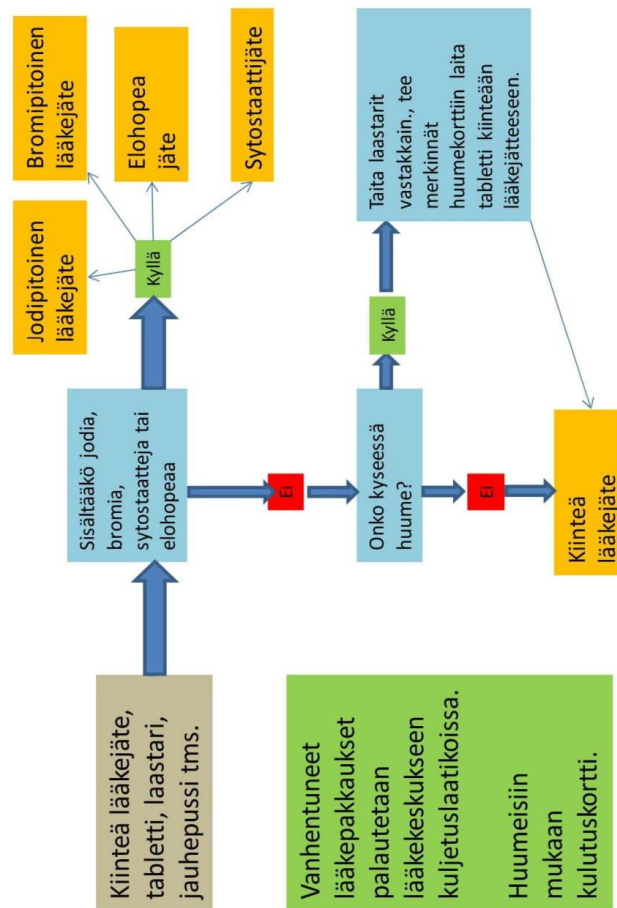 Kiinteä lääkejäte,
tabletti, laastari,
jauhepussi tms.
Sisältääkö jodia,
bromia,
sytostaatteja tai
elohopeaa
Kyllä
Jodipitoinen
lääkejäte
Bromipitoinen
lääkejäte
Elohopea
jäte
Sytostaattijäte
Ei
Onko kyseessä
huume?
Kyllä
Taita laastarit
vastakkain., tee
merkinnät
huumekorttiin laita
tabletti kiinteään
lääkejätteeseen.
Ei
Kiinteä
lääkejäte
Vanhentuneet
lääkepakkaukset
palautetaan
lääkekeskukseen
kuljetuslaatikoissa.
Huumeisiin
mukaan
kulutuskortti.